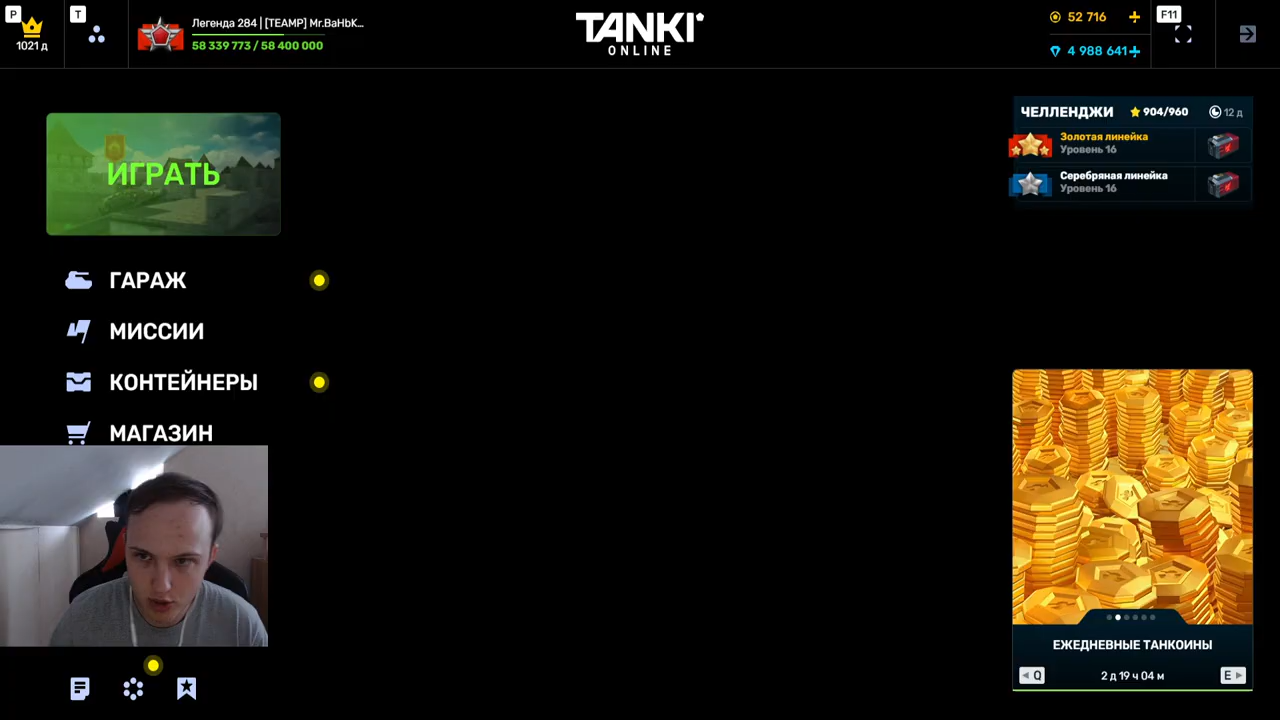 P
1021 д
T
Легенда 284 | [TEAMP] Mr.BaHbK...
58 339 773 / 58 400 000
TANKI
ONLINE
52 716
4 988 641
F11
ИГРАТЬ
ЧЕЛЛЕНДЖИ 904/960 12 д
Золотая линейка
Уровень 16
Серебряная линейка
Уровень 16
ГАРАЖ
МИССИИ
КОНТЕЙНЕРЫ
МАГАЗИН
ЕЖЕДНЕВНЫЕ ТАНКОИНЫ
Q 2 д 19 ч 04 м E